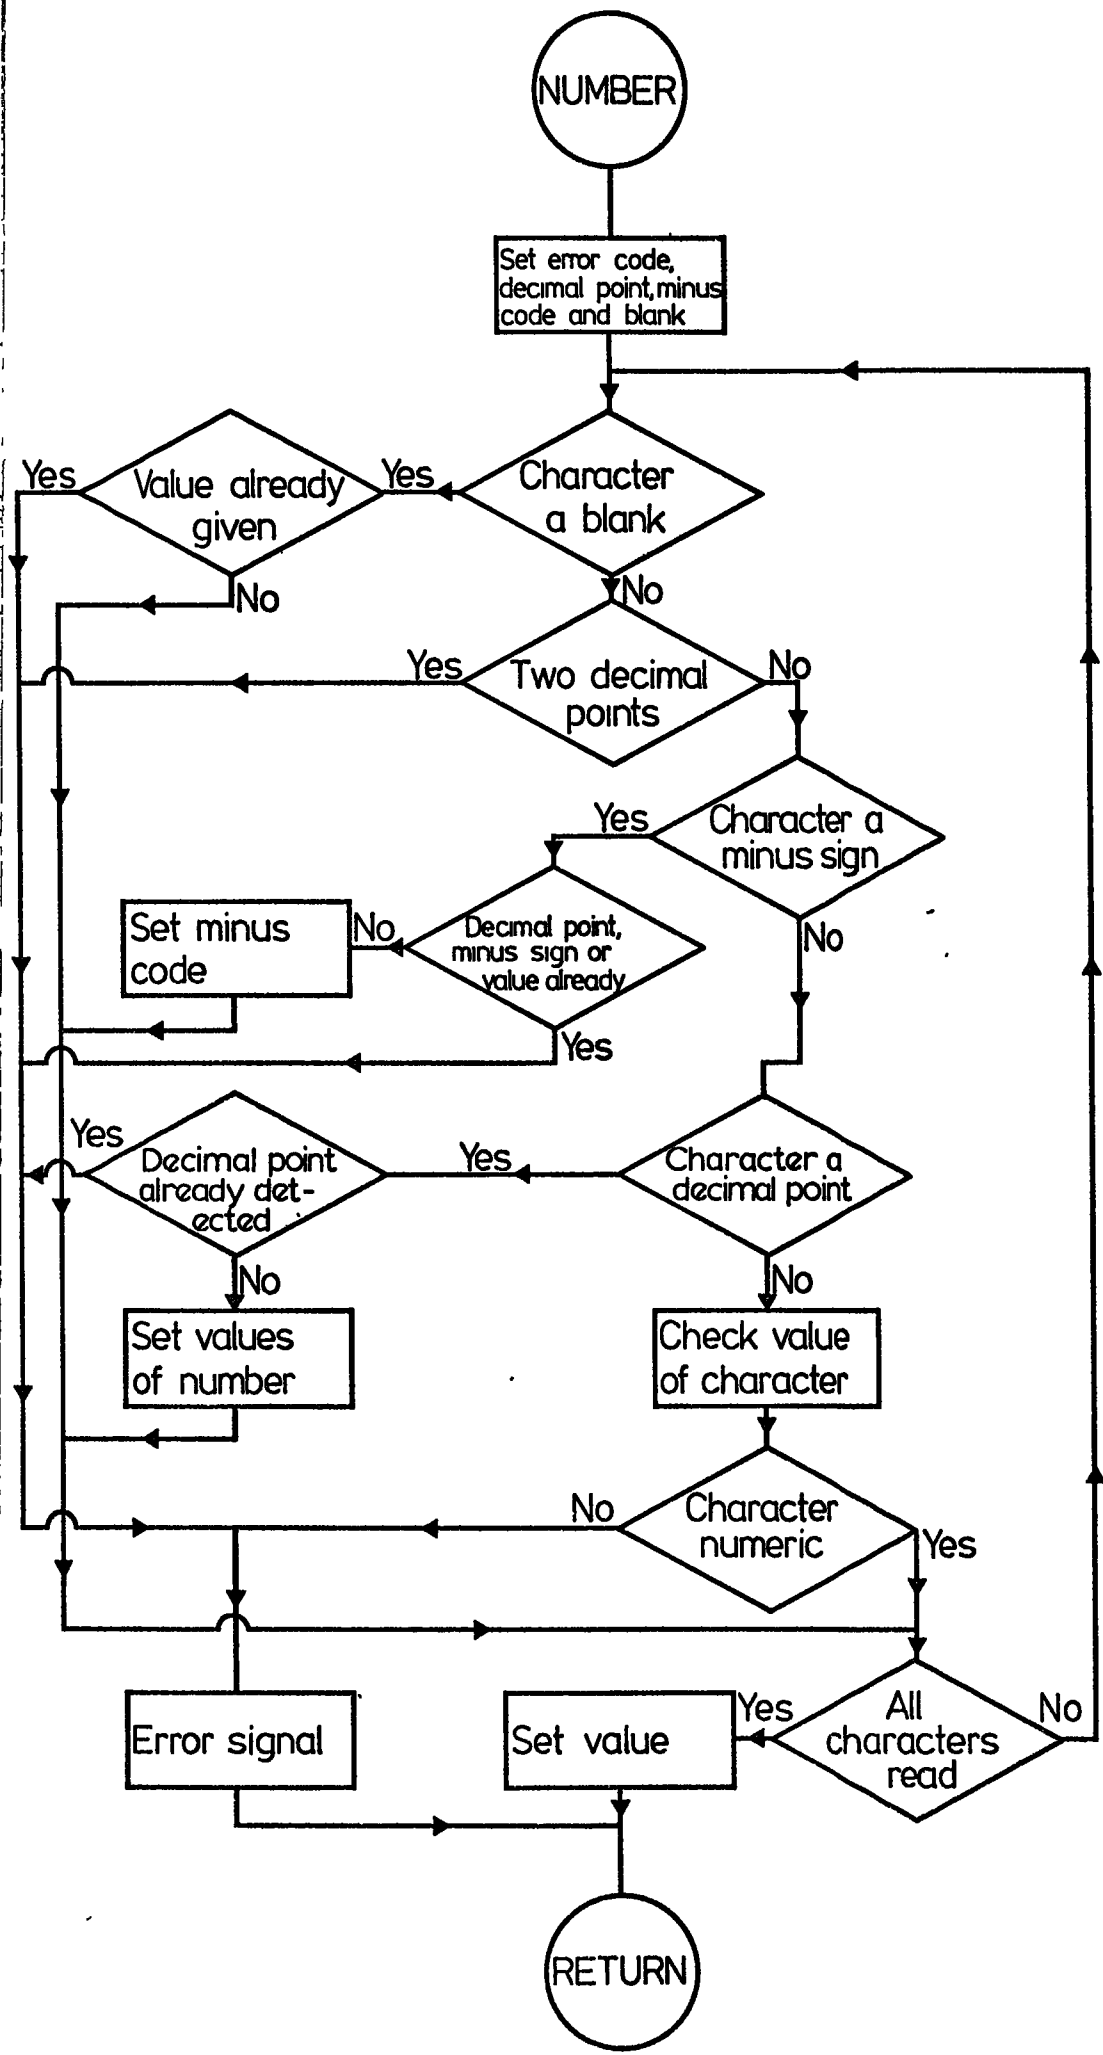 NUMBER
Set error code,
decimal point, minus
code and blank
Yes
Value already
given
Yes
Character
a blank
No
No
Yes
Two decimal
points
No
Yes
Character a
minus sign
Set minus
code
No
Decimal point,
minus sign or
value already
No
Yes
Yes
Decimal point
already det-
ected
Yes
Character a
decimal point
No
No
Set values
of number
Check value
of character
No
Character
numeric
Yes
Error signal
Set value
Yes
All
characters
read
No
RETURN